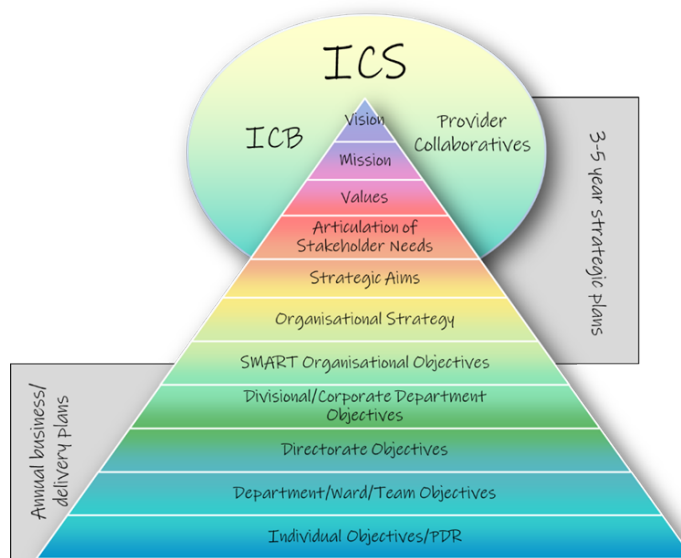 ICS
ICB
Provider
Collaboratives
Vision
Mission
Values
Articulation of
Stakeholder Needs
Strategic Aims
Organisational Strategy
SMART Organisational Objectives
Divisional/Corporate Department
Objectives
Directorate Objectives
Department/Ward/Team Objectives
Individual Objectives/PDR
3-5 year strategic plans
Annual business/
delivery plans